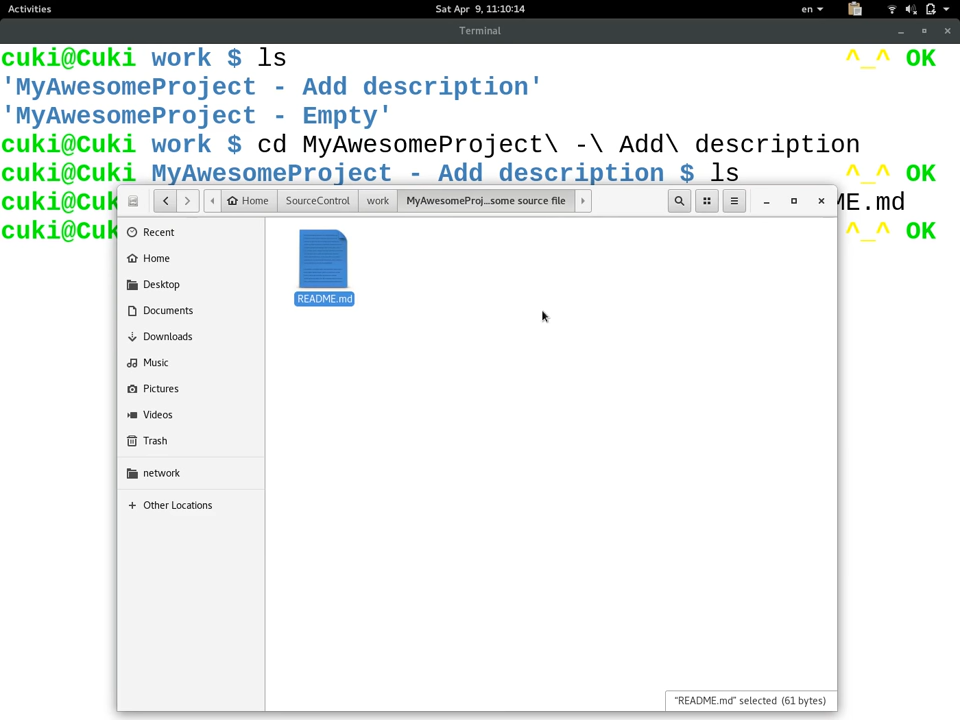 Activities
Sat Apr 9, 11:10:14
en
Terminal
cuki@Cuki work $ ls ^_^ OK
'MyAwesomeProject - Add description'
'MyAwesomeProject - Empty'
cuki@Cuki work $ cd MyAwesomeProject\ -\ Add\ description
cuki@Cuki MyAwesomeProject - Add description $ ls ^_^ OK
cuki@Cuk ME.md
cuki@Cuk ^_^ OK
Home SourceControl work MyAwesomeProj...some source file
Recent
Home
Desktop
Documents
Downloads
Music
Pictures
Videos
Trash
network
Other Locations
README.md
"README.md" selected (61 bytes)